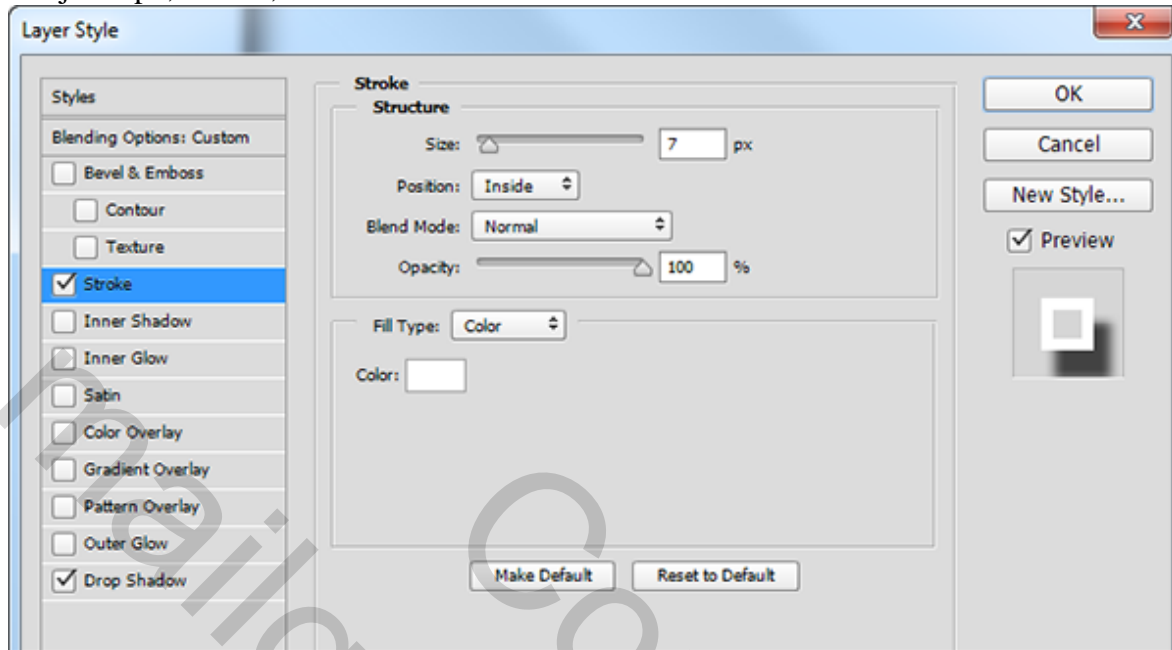 Layer Style
Styles
Blending Options: Custom
Bevel & Emboss
Contour
Texture
Stroke
Inner Shadow
Inner Glow
Satin
Color Overlay
Gradient Overlay
Pattern Overlay
Outer Glow
Drop Shadow
Stroke
Structure
Size: 7 px
Position: Inside
Blend Mode: Normal
Opacity: 100 %
Fill Type: Color
Color:
Make Default Reset to Default
OK
Cancel
New Style...
Preview